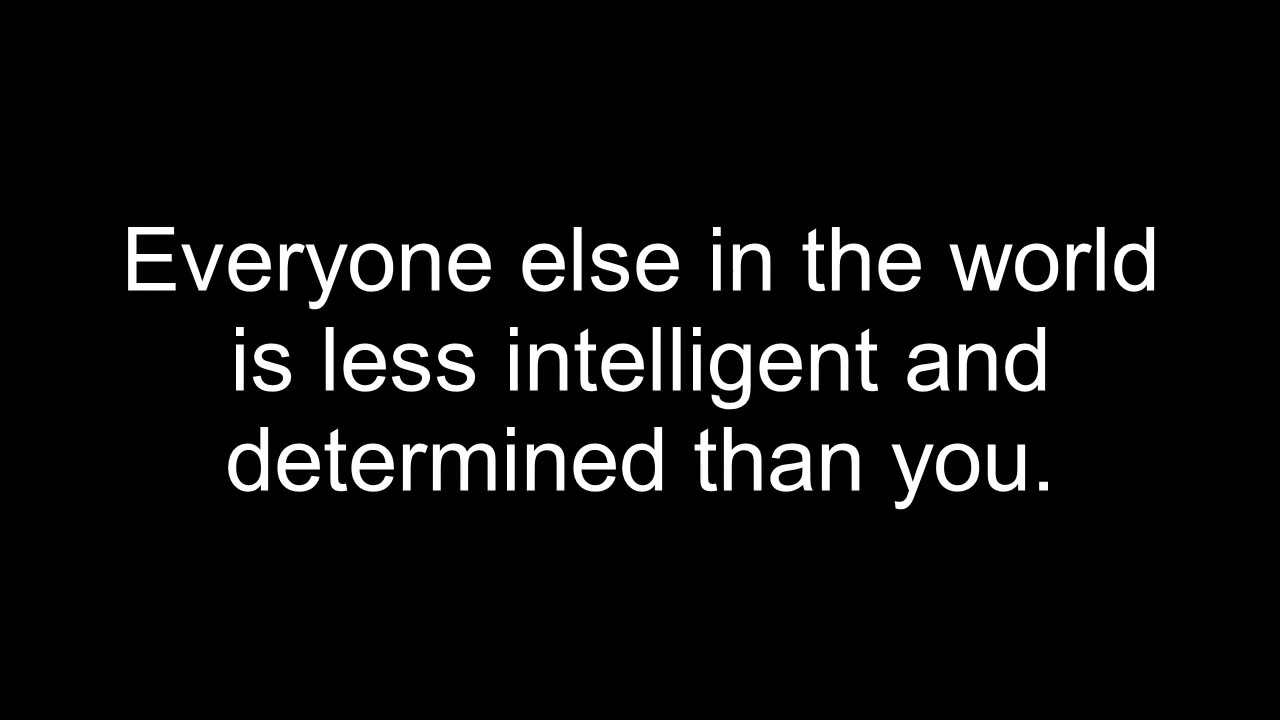 Everyone else in the world
is less intelligent and
determined than you.